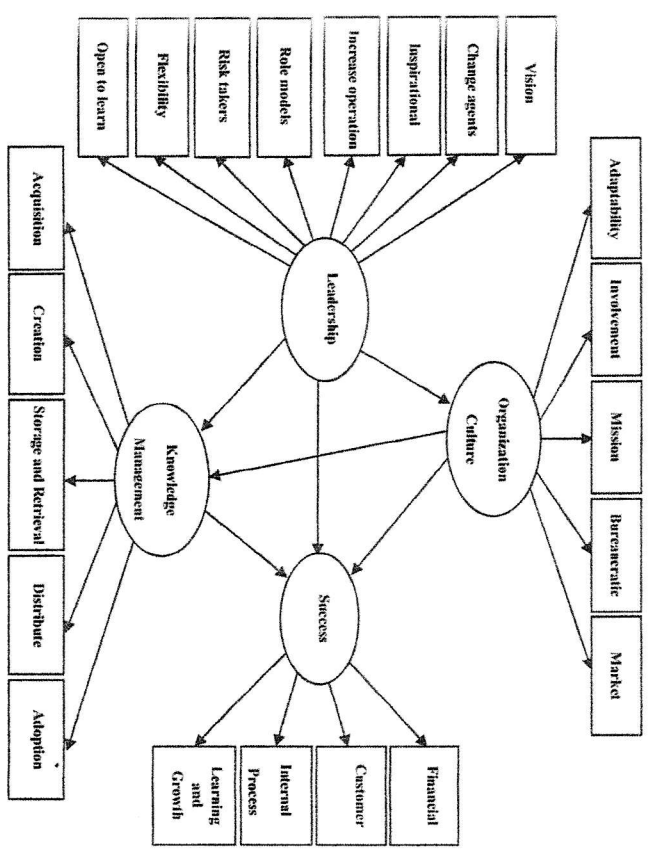 Adaptability
Involvement
Mission
Bureaucratic
Market
Organization
Culture
Vision
Change agents
Inspirational
Increase operation
Role models
Risk takers
Flexibility
Open to learn
Leadership
Success
Financial
Customer
Internal
Process
Learning
and
Growth
Knowledge
Management
Acquisition
Creation
Storage and Retrieval
Distribute
Adoption